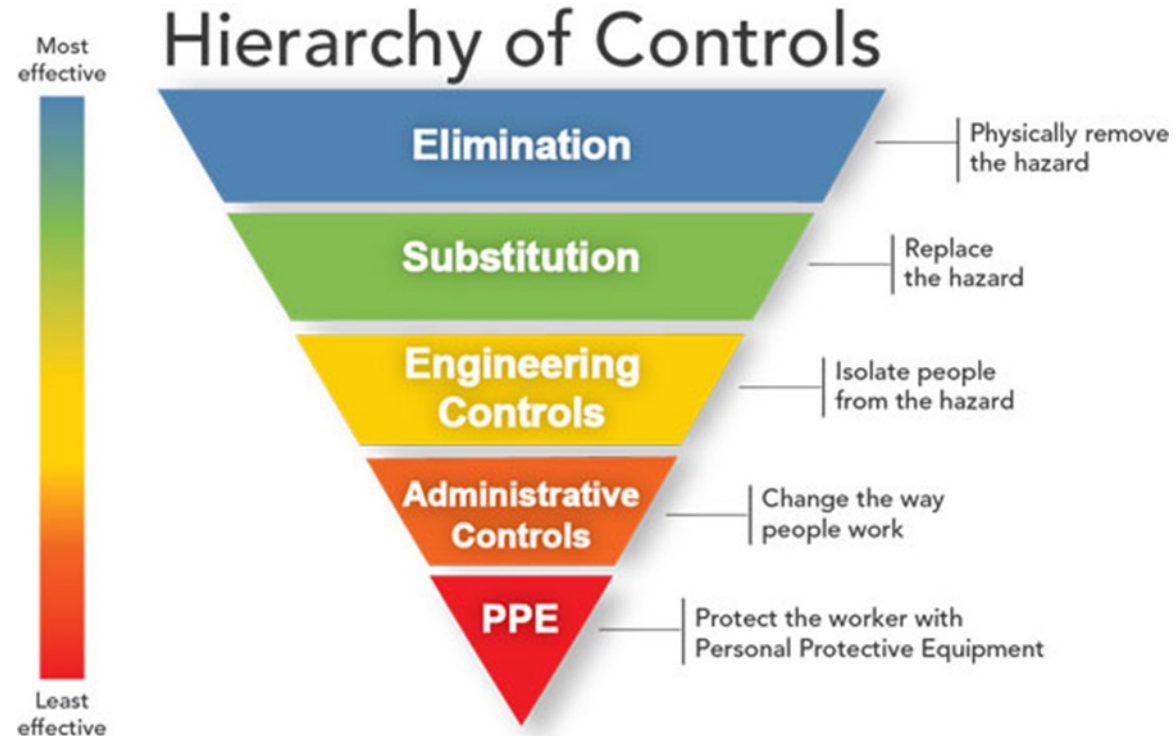 Hierarchy of Controls
Most
effective
Elimination
Physically remove
the hazard
Substitution
Replace
the hazard
Engineering
Controls
Isolate people
from the hazard
Administrative
Controls
Change the way
people work
PPE
Protect the worker with
Personal Protective Equipment
Least
effective